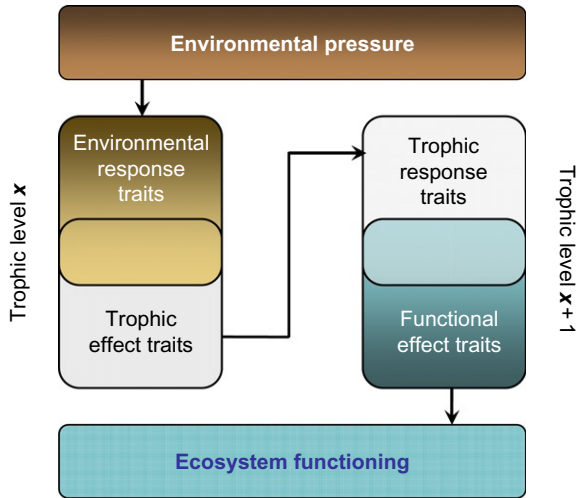 Environmental pressure
Trophic level x
Environmental
response
traits
Trophic
effect traits
Trophic
response
traits
Functional
effect traits
Trophic level x + 1
Ecosystem functioning